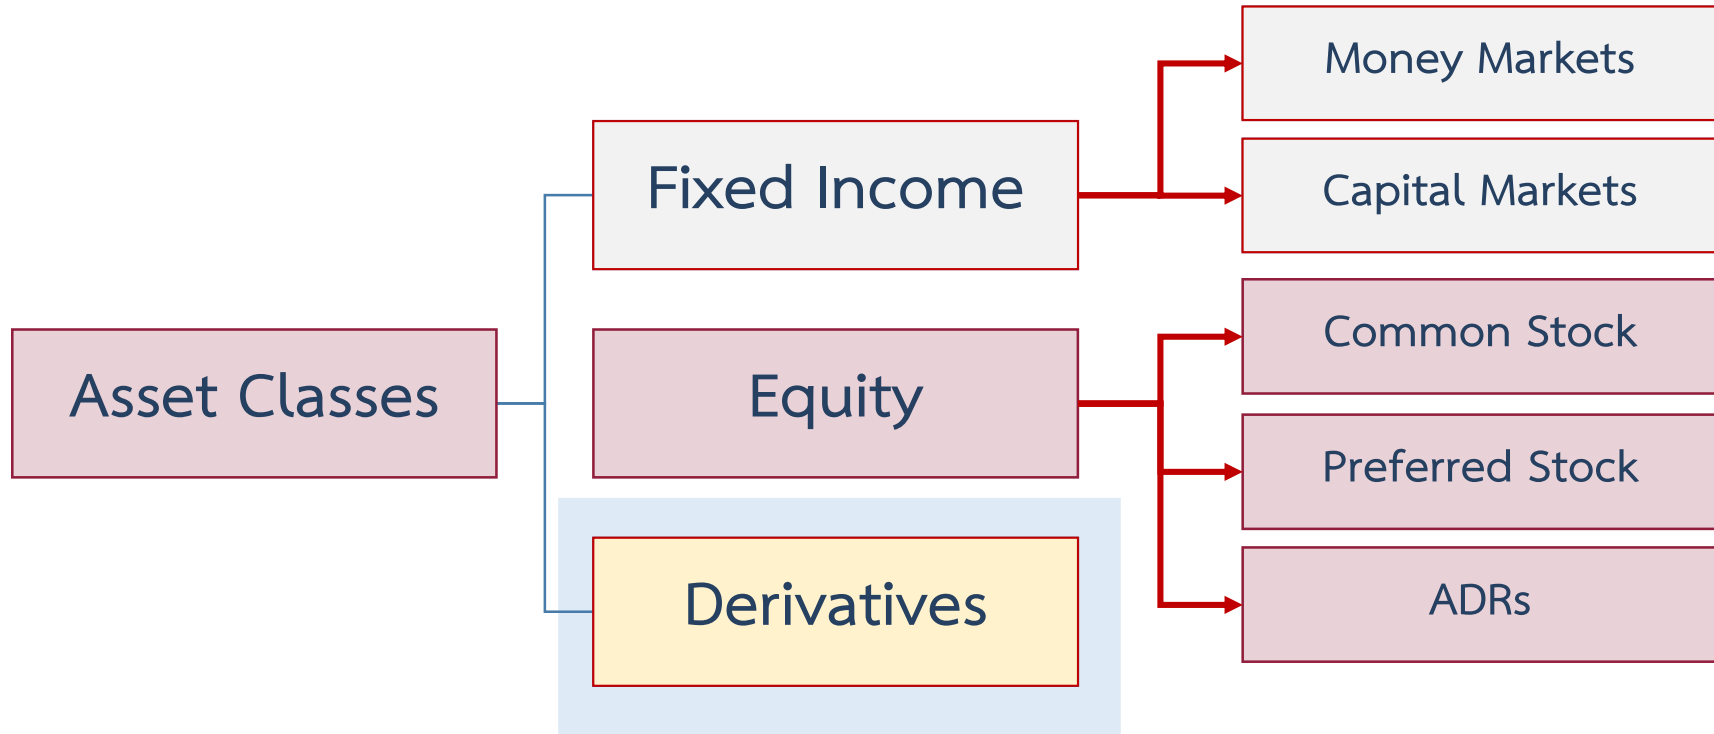 Asset Classes
Fixed Income
Equity
Derivatives
Money Markets
Capital Markets
Common Stock
Preferred Stock
ADRs